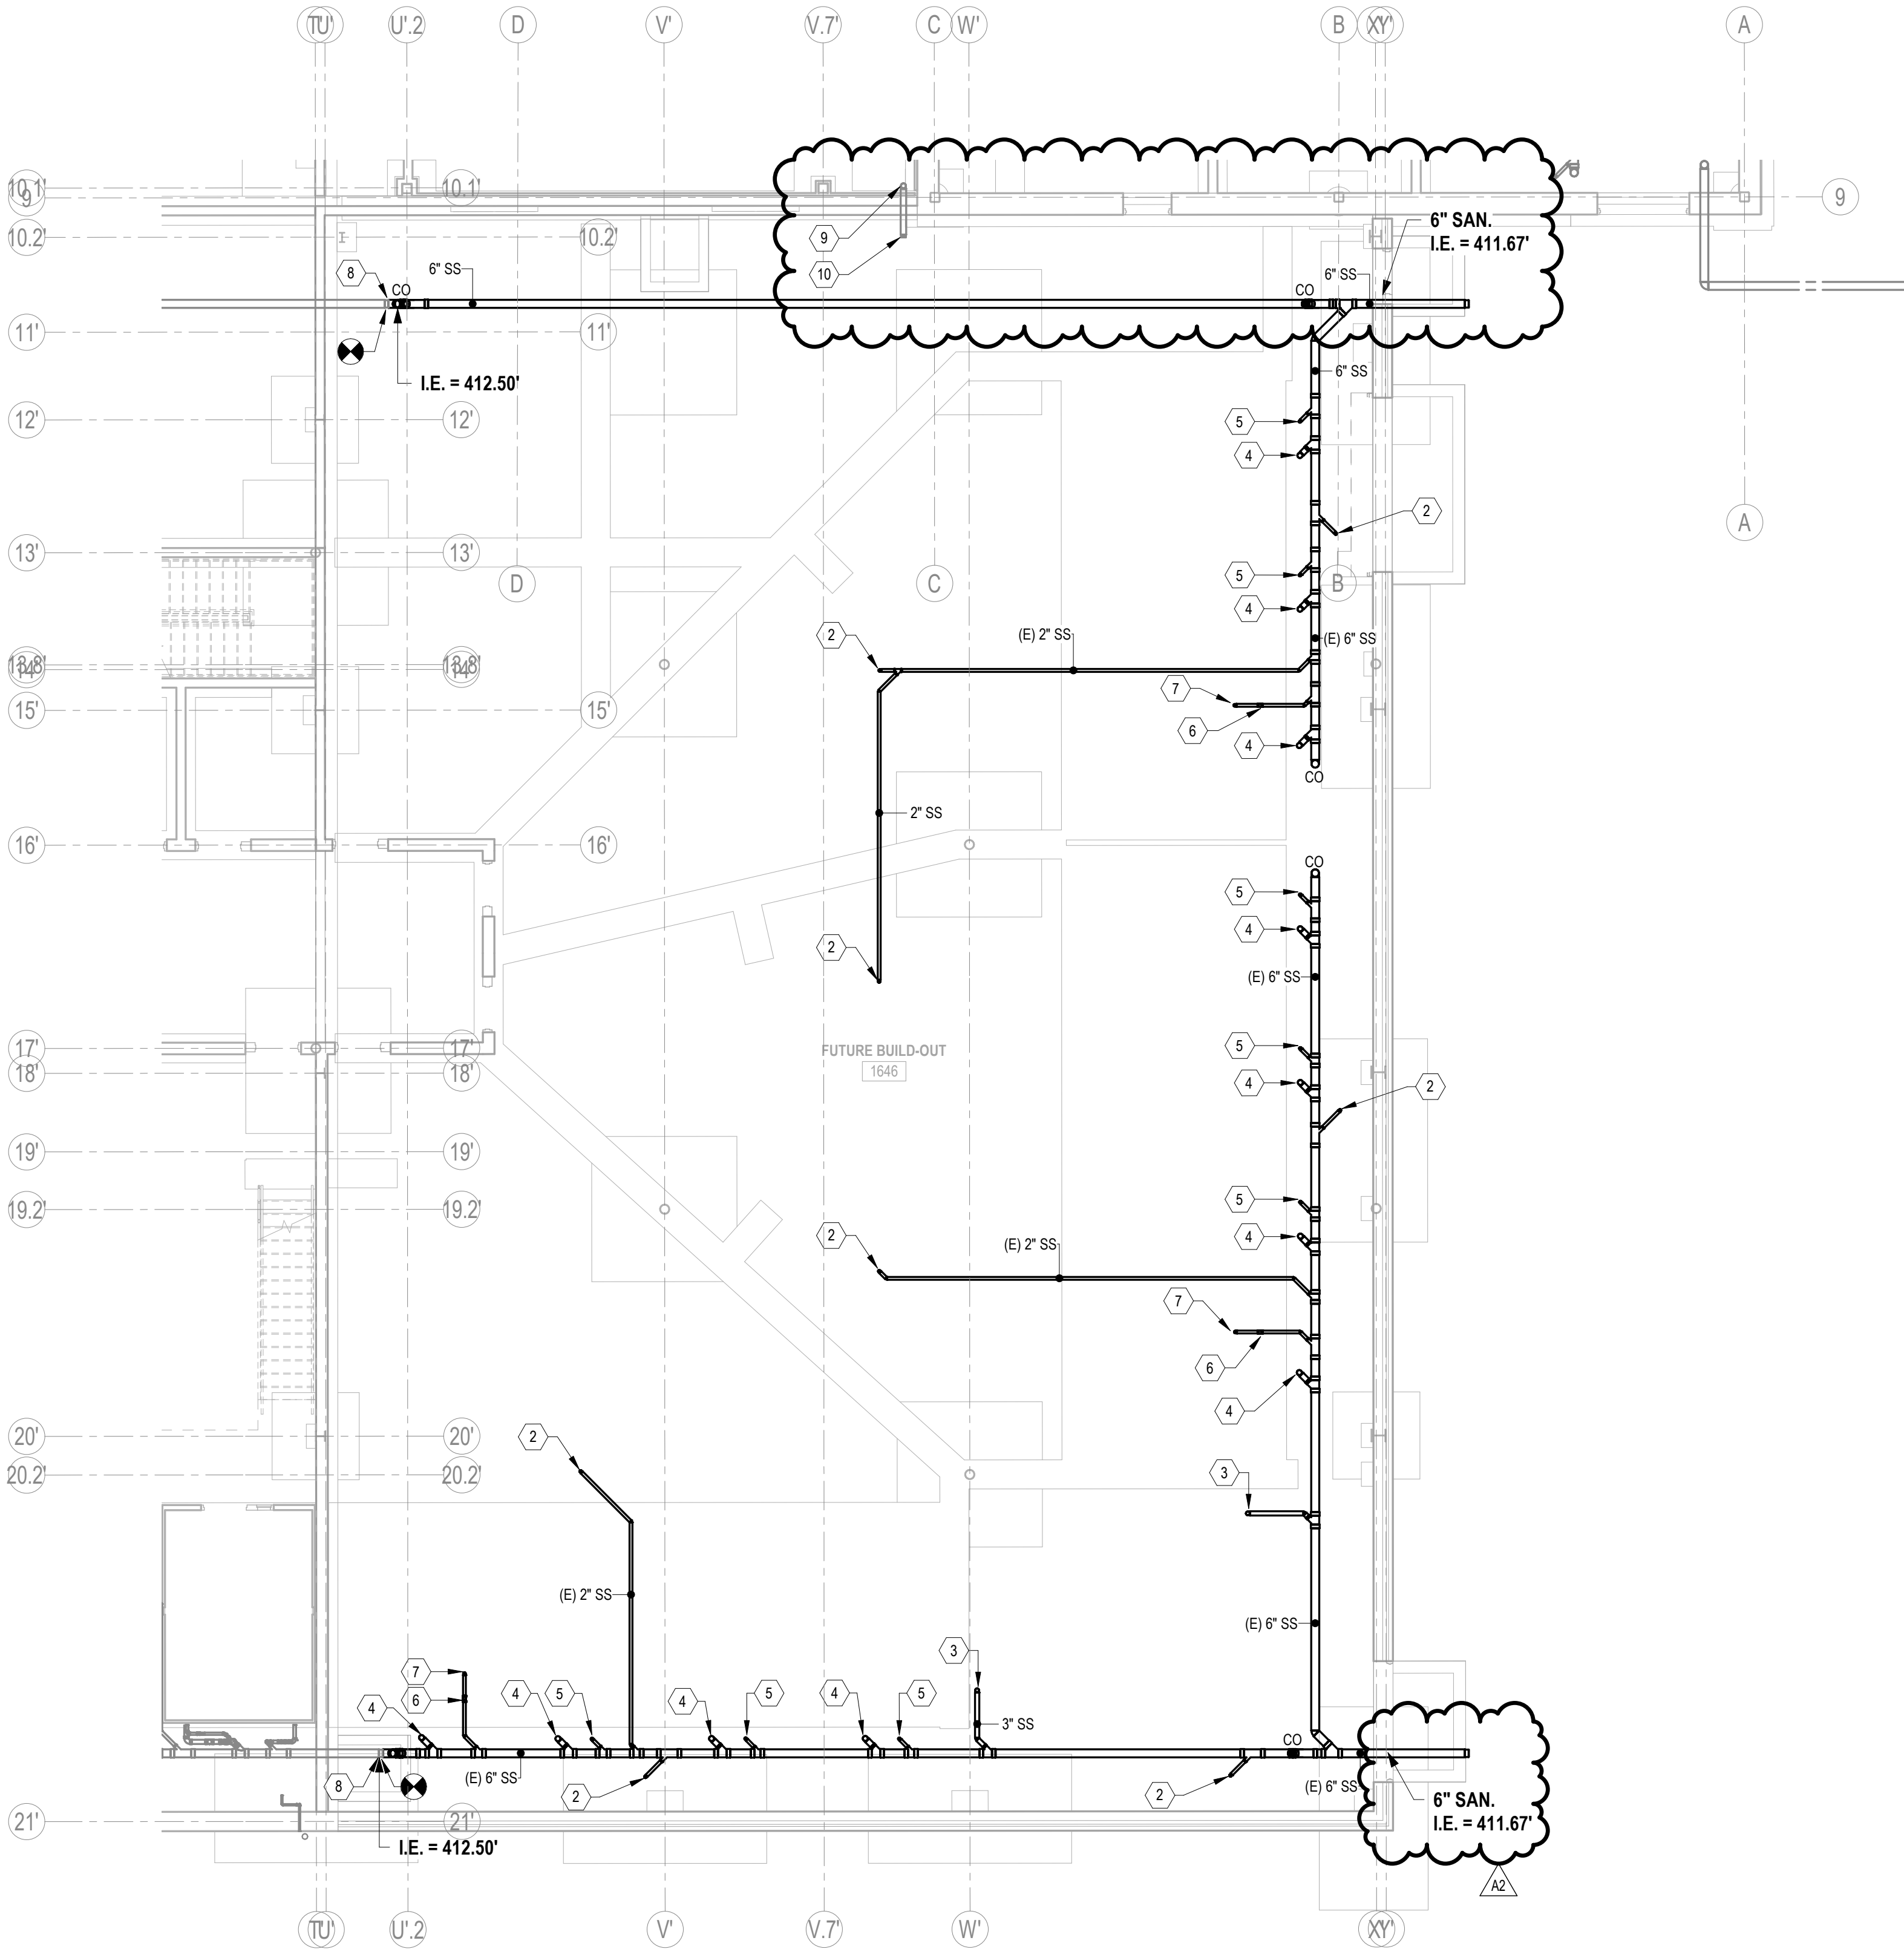 T' U' U'.2 D V' V.7' C W' B X' Y' A
10.1' 10.1'
9 9
10.2' 10.2'
9
10
6" SAN.
I.E. = 411.67'
8
6" SS
6" SS
CO
CO
11' 11'
I.E. = 412.50'
6" SS
12' 12'
5
4
2
A
13' 13'
D C B
5
4
2
(E) 2" SS
(E) 6" SS
13.8' 13.8'
14' 14'
7
15' 15'
6
4
CO
2" SS
16' 16'
CO
5
4
2
(E) 6" SS
17' 17'
FUTURE BUILD-OUT
1646
5
18' 18'
4
2
19' 19'
5
19.2' 19.2'
2
4
(E) 2" SS
7
6
4
20' 20'
2
20.2' 20.2'
3
(E) 2" SS
(E) 6" SS
3
7
6
4
4
5
4
4
5
5
3" SS
CO
8
(E) 6" SS
2
2
(E) 6" SS
6" SAN.
I.E. = 411.67'
21' 21'
I.E. = 412.50'
A2
T' U' U'.2 V' V.7' W' X' Y'